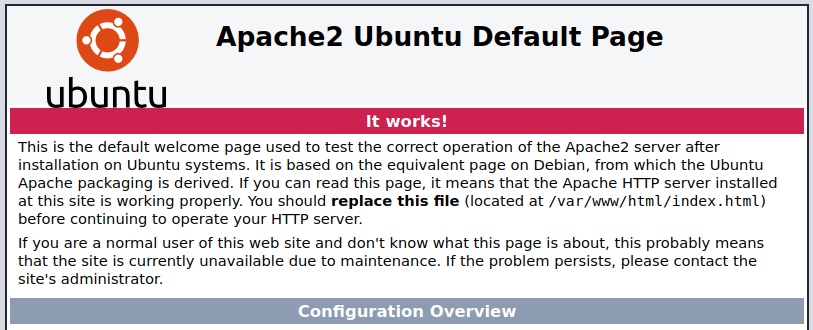 Apache2 Ubuntu Default Page
ubuntu
It works!
This is the default welcome page used to test the correct operation of the Apache2 server after
installation on Ubuntu systems. It is based on the equivalent page on Debian, from which the Ubuntu
Apache packaging is derived. If you can read this page, it means that the Apache HTTP server installed
at this site is working properly. You should replace this file (located at /var/www/html/index.html)
before continuing to operate your HTTP server.
If you are a normal user of this web site and don't know what this page is about, this probably means
that the site is currently unavailable due to maintenance. If the problem persists, please contact the
site's administrator.
Configuration Overview